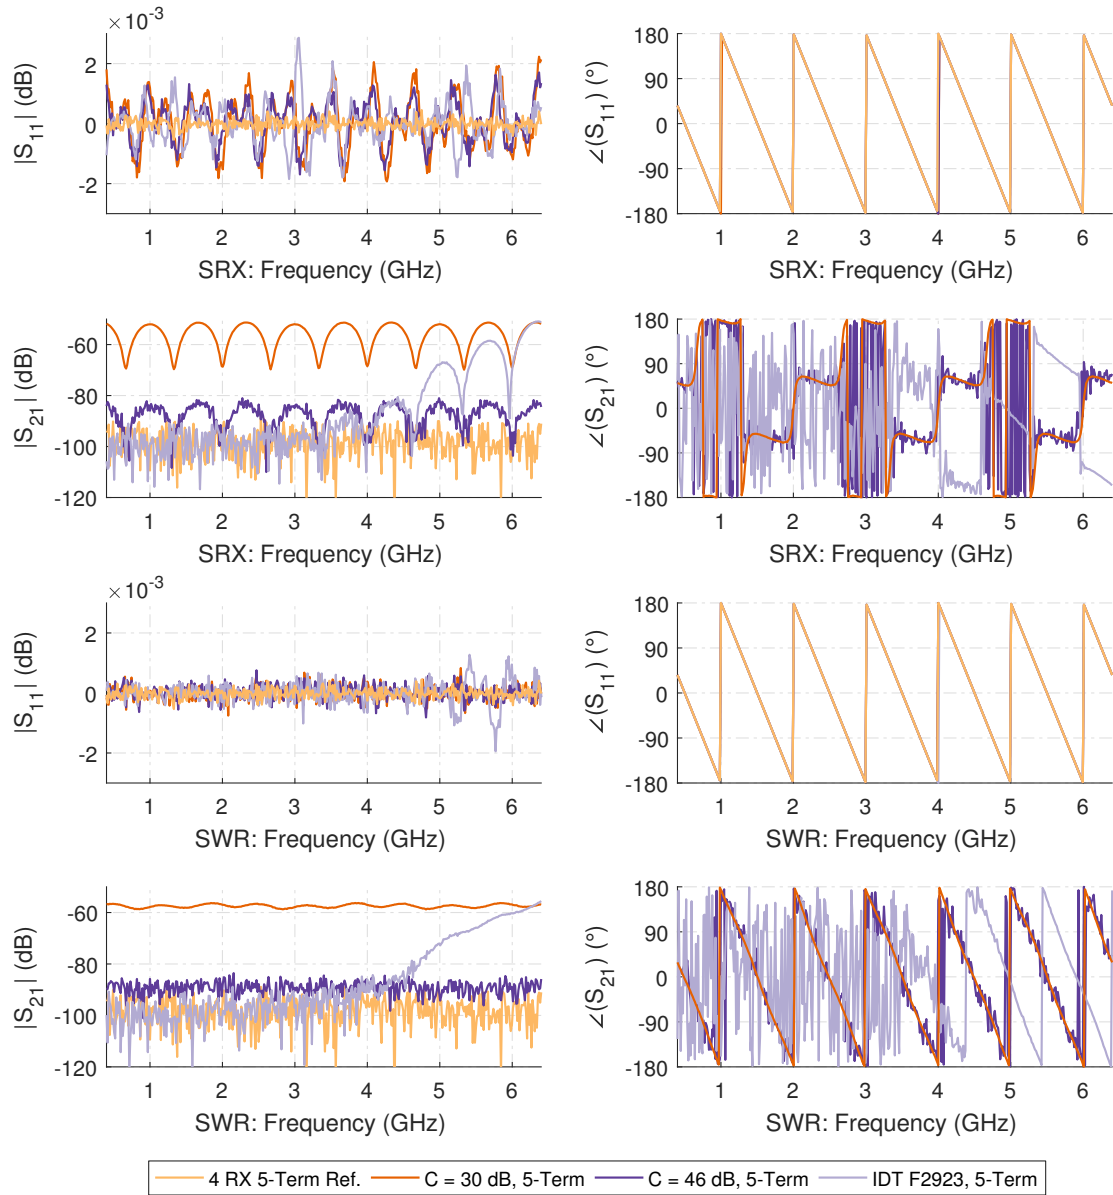 ×10⁻³
|S₁₁| (dB)
2
0
-2
1 2 3 4 5 6
SRX: Frequency (GHz)
∠(S₁₁) (°)
180
90
0
-90
-180
1 2 3 4 5 6
SRX: Frequency (GHz)
|S₂₁| (dB)
-60
-80
-100
-120
1 2 3 4 5 6
SRX: Frequency (GHz)
∠(S₂₁) (°)
180
90
0
-90
-180
1 2 3 4 5 6
SRX: Frequency (GHz)
×10⁻³
|S₁₁| (dB)
2
0
-2
1 2 3 4 5 6
SWR: Frequency (GHz)
∠(S₁₁) (°)
180
90
0
-90
-180
1 2 3 4 5 6
SWR: Frequency (GHz)
|S₂₁| (dB)
-60
-80
-100
-120
1 2 3 4 5 6
SWR: Frequency (GHz)
∠(S₂₁) (°)
180
90
0
-90
-180
1 2 3 4 5 6
SWR: Frequency (GHz)
4 RX 5-Term Ref. C = 30 dB, 5-Term C = 46 dB, 5-Term IDT F2923, 5-Term